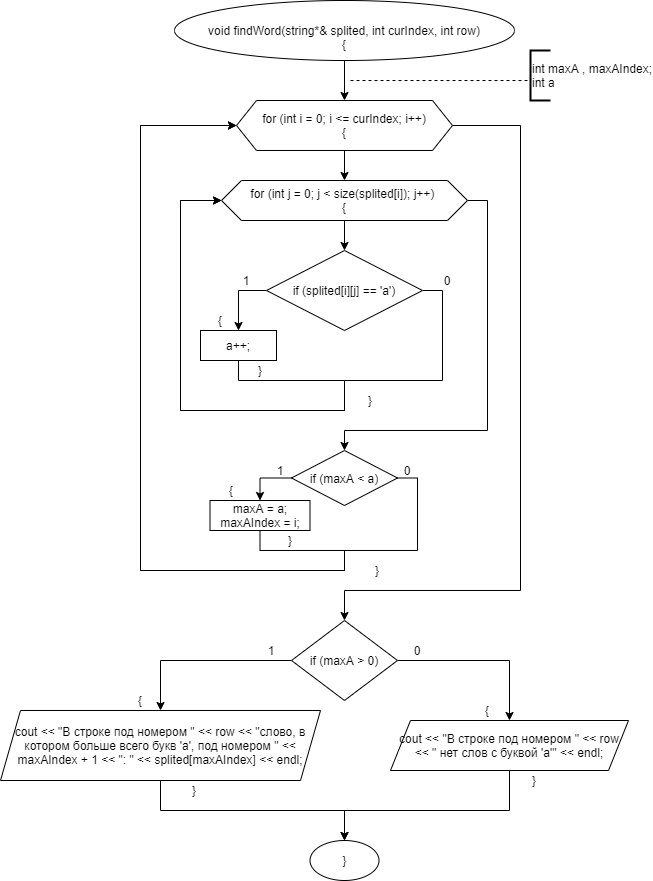 void findWord(string*& splited, int curIndex, int row)
{
int maxA , maxAIndex;
int a
for (int i = 0; i <= curIndex; i++)
{
for (int j = 0; j < size(splited[i]); j++)
{
1
0
if (splited[i][j] == 'a')
{
a++;
}
}
1
0
if (maxA < a)
{
maxA = a;
maxAIndex = i;
}
}
1
0
if (maxA > 0)
{
cout << "В строке под номером " << row << "слово, в
котором больше всего букв 'a', под номером " <<
maxAIndex + 1 << ": " << splited[maxAIndex] << endl;
}
{
cout << "В строке под номером " << row
<< " нет слов с буквой 'a'" << endl;
}
}